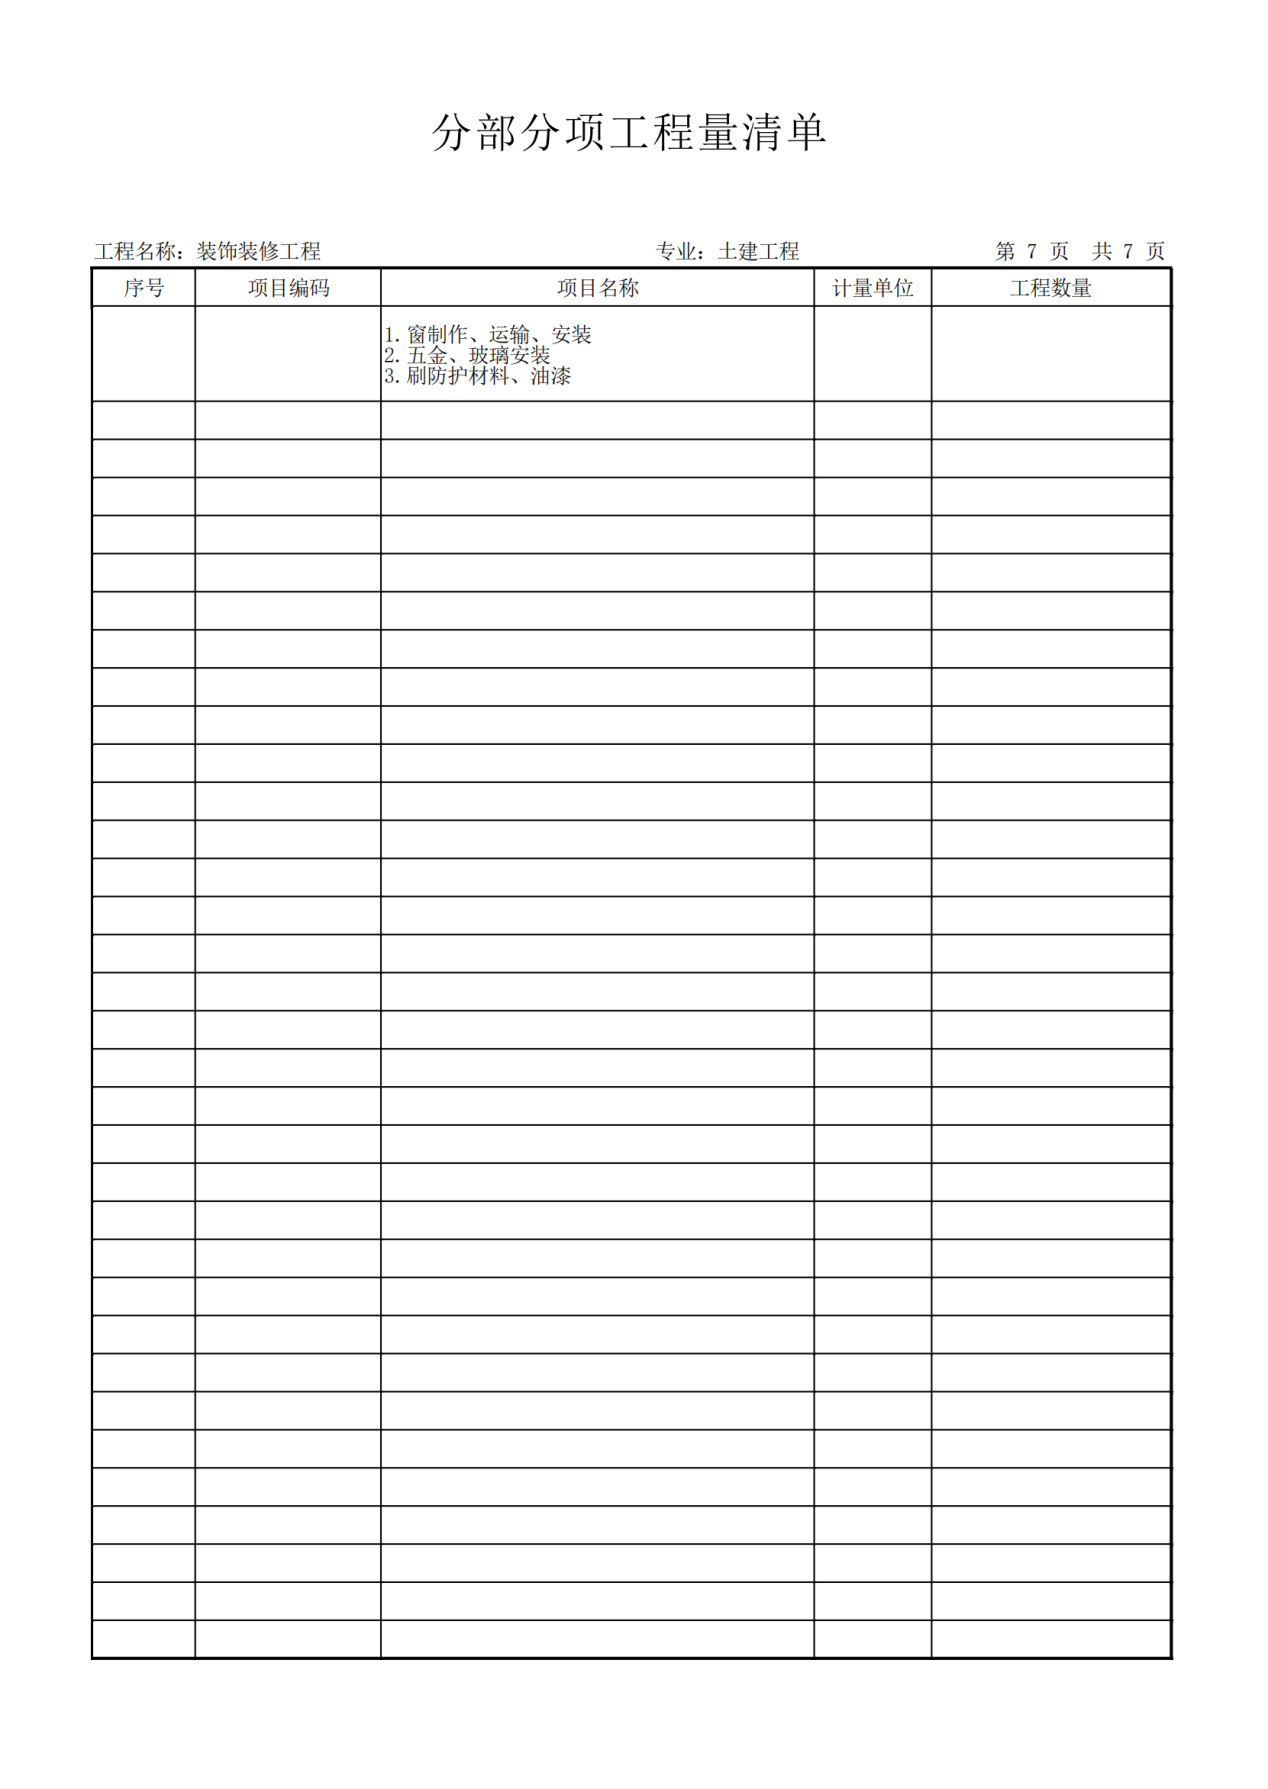 分部分项工程量清单
工程名称：装饰装修工程 专业：土建工程 第 7 页 共 7 页
序号 项目编码 项目名称 计量单位 工程数量
1.窗制作、运输、安装
2.五金、玻璃安装
3.刷防护材料、油漆